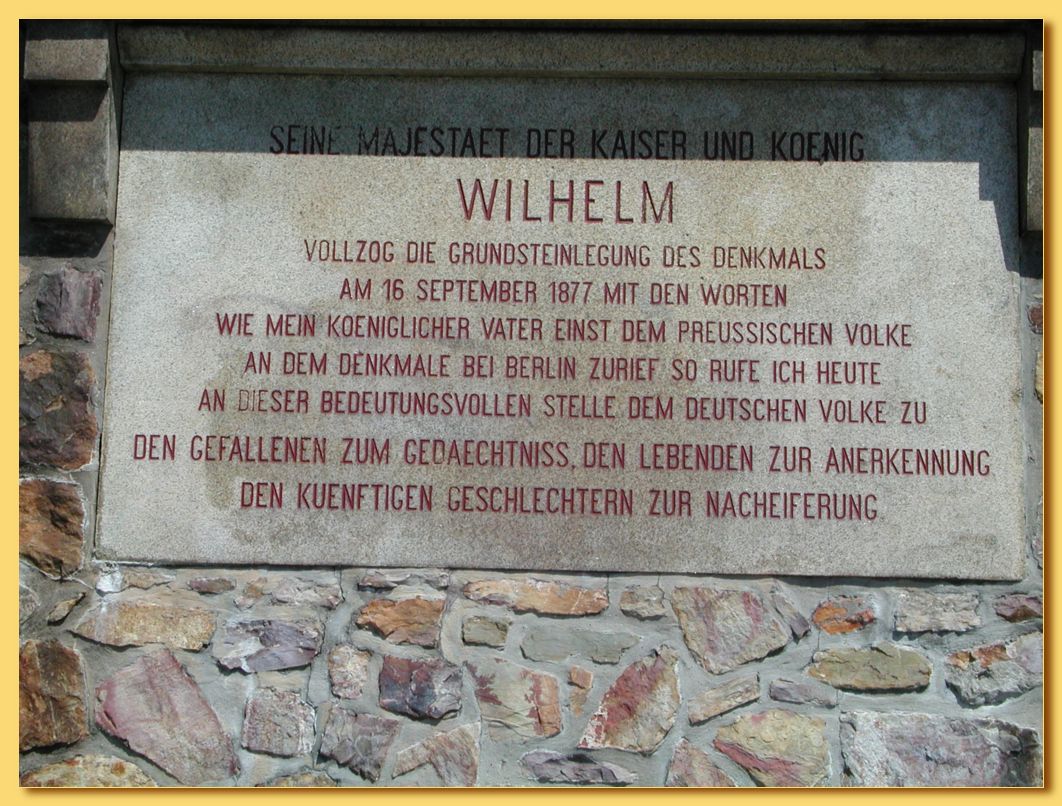 SEINE MAJESTAET DER KAISER UND KOENIG
WILHELM
VOLLZOG DIE GRUNDSTEINLEGUNG DES DENKMALS
AM 16 SEPTEMBER 1877 MIT DEN WORTEN
WIE MEIN KOENIGLICHER VATER EINST DEM PREUSSISCHEN VOLKE
AN DEM DENKMALE BEI BERLIN ZURIEF SO RUFE ICH HEUTE
AN DIESER BEDEUTUNGSVOLLEN STELLE DEM DEUTSCHEN VOLKE ZU
DEN GEFALLENEN ZUM GEDAECHTNISS, DEN LEBENDEN ZUR ANERKENNUNG
DEN KUENFTIGEN GESCHLECHTERN ZUR NACHEIFERUNG.